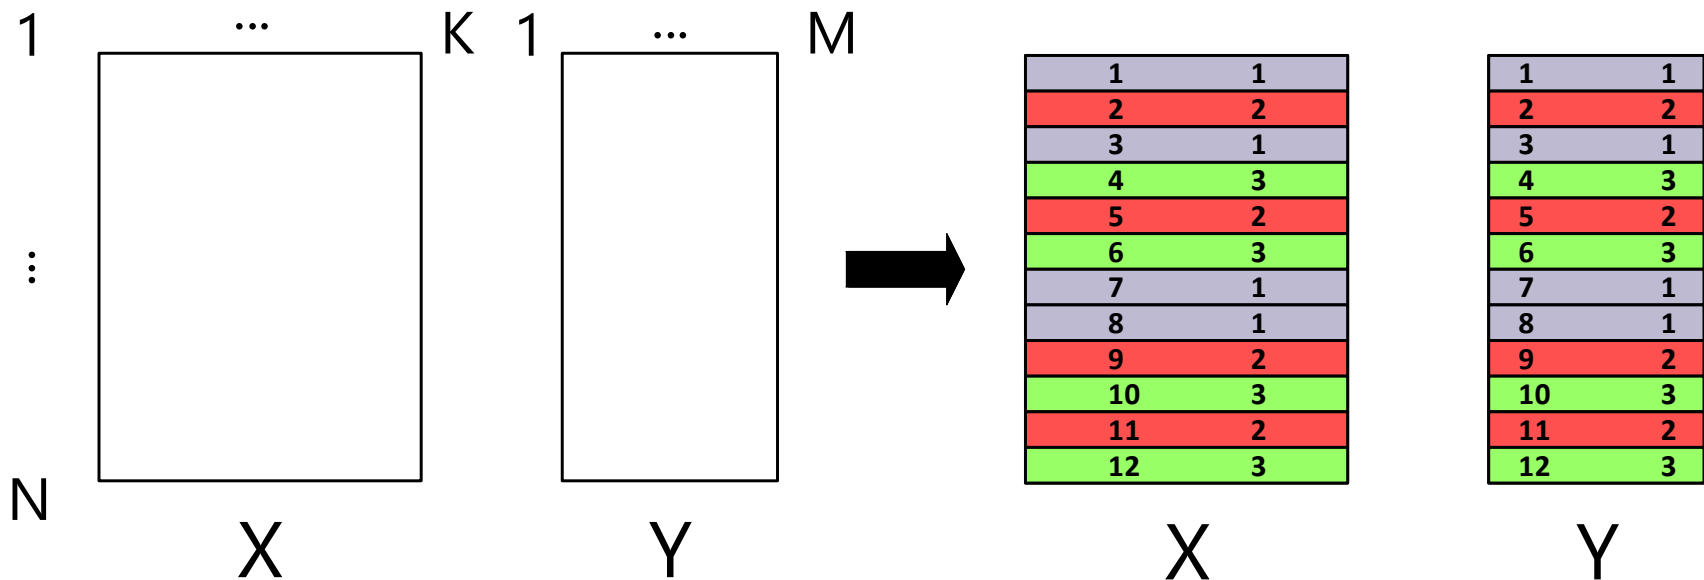 1 ... K 1 ... M
1 1 1 1
2 2 2 2
3 1 3 1
4 3 4 3
5 2 5 2
⋮ 6 3 6 3
7 1 7 1
8 1 8 1
9 2 9 2
10 3 10 3
11 2 11 2
12 3 12 3
N
X Y X Y